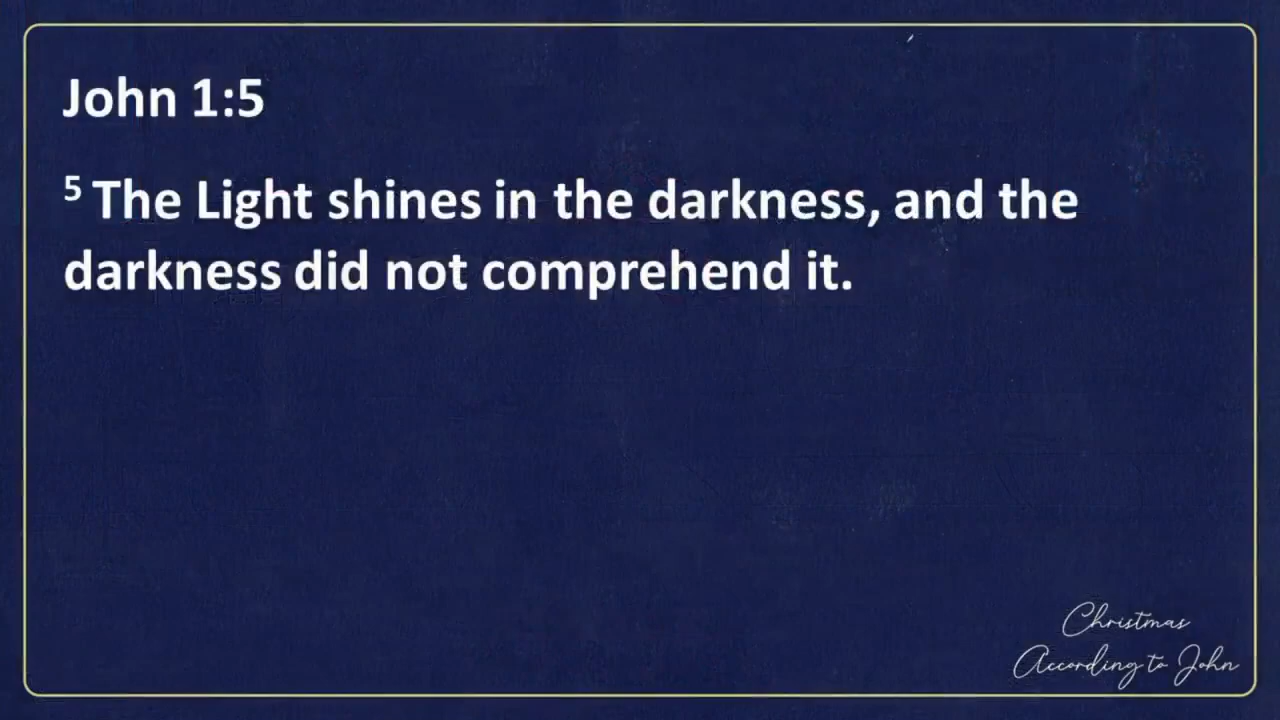 John 1:5
5 The Light shines in the darkness, and the
darkness did not comprehend it.
Christmas
According to John